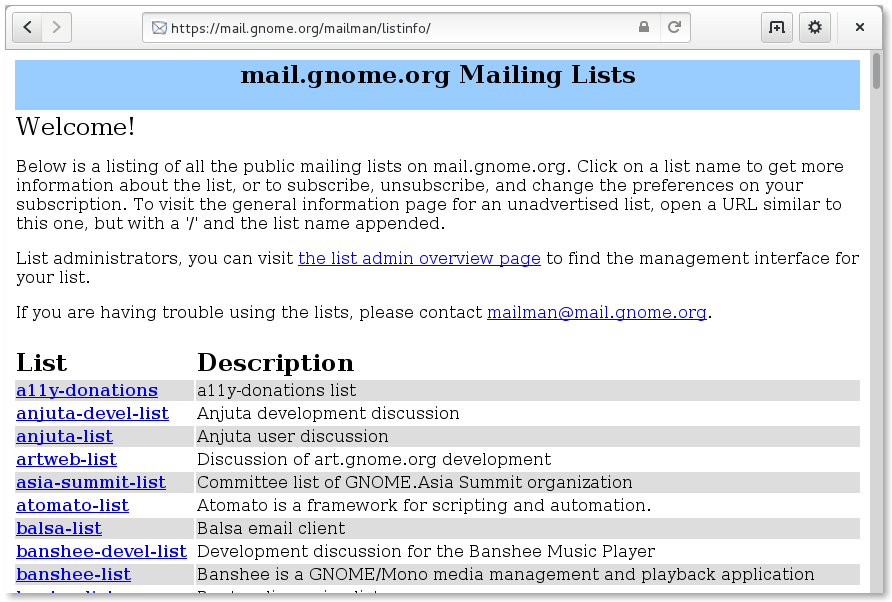 https://mail.gnome.org/mailman/listinfo/
mail.gnome.org Mailing Lists
Welcome!
Below is a listing of all the public mailing lists on mail.gnome.org. Click on a list name to get more
information about the list, or to subscribe, unsubscribe, and change the preferences on your
subscription. To visit the general information page for an unadvertised list, open a URL similar to
this one, but with a '/' and the list name appended.
List administrators, you can visit the list admin overview page to find the management interface for
your list.
If you are having trouble using the lists, please contact mailman@mail.gnome.org.
List Description
a11y-donations a11y-donations list
anjuta-devel-list Anjuta development discussion
anjuta-list Anjuta user discussion
artweb-list Discussion of art.gnome.org development
asia-summit-list Committee list of GNOME.Asia Summit organization
atomato-list Atomato is a framework for scripting and automation.
balsa-list Balsa email client
banshee-devel-list Development discussion for the Banshee Music Player
banshee-list Banshee is a GNOME/Mono media management and playback application